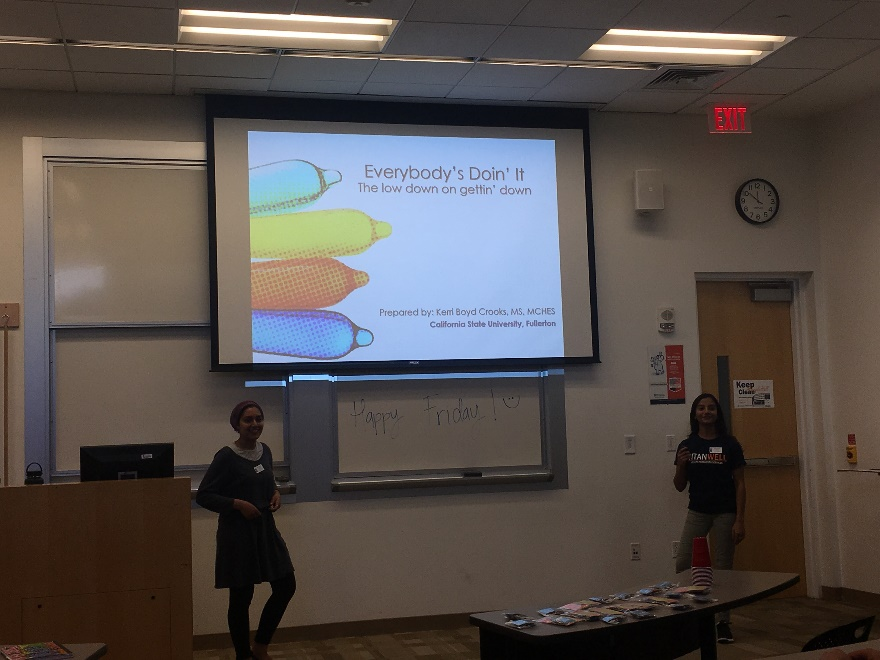 EXIT
Everybody's Doin' It
The low down on gettin' down
Prepared by: Kerri Boyd Crooks, MS, MCHES
California State University, Fullerton
Happy Friday!
Keep
TITANWELL